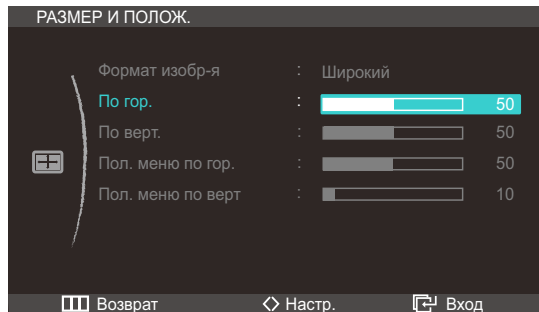 РАЗМЕР И ПОЛОЖ.
Формат изобр-я : Широкий
По гор. : 50
По верт. : 50
Пол. меню по гор. : 50
Пол. меню по верт : 10
Возврат Настр. Вход